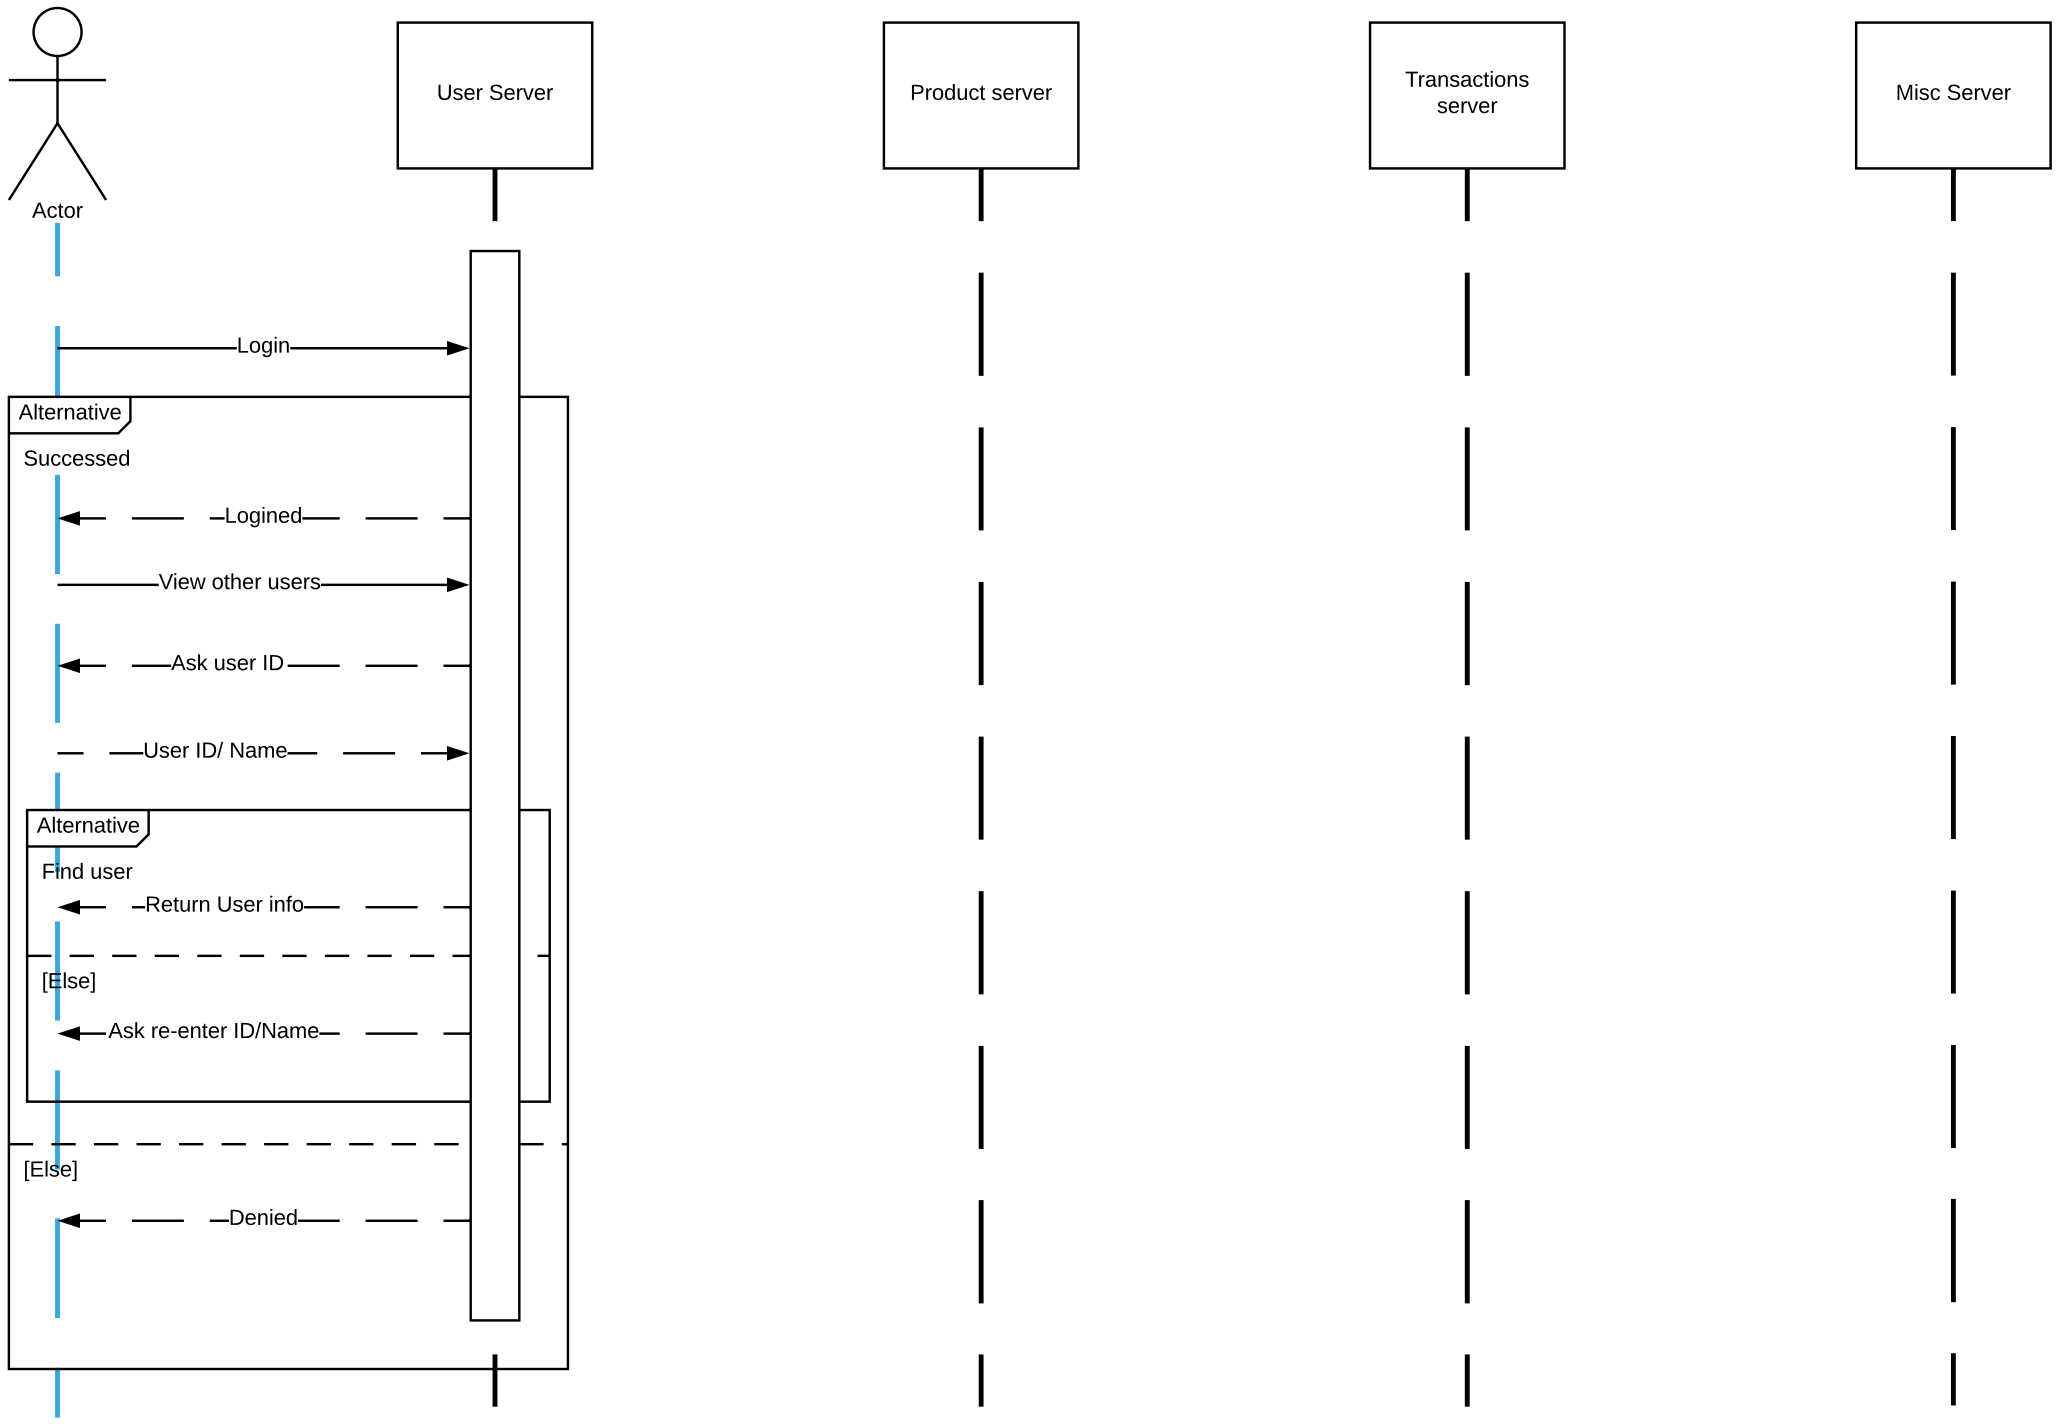 Actor
User Server
Product server
Transactions
server
Misc Server
Login
Alternative
Successed
Logined
View other users
Ask user ID
User ID/ Name
Alternative
Find user
Return User info
[Else]
Ask re-enter ID/Name
[Else]
Denied